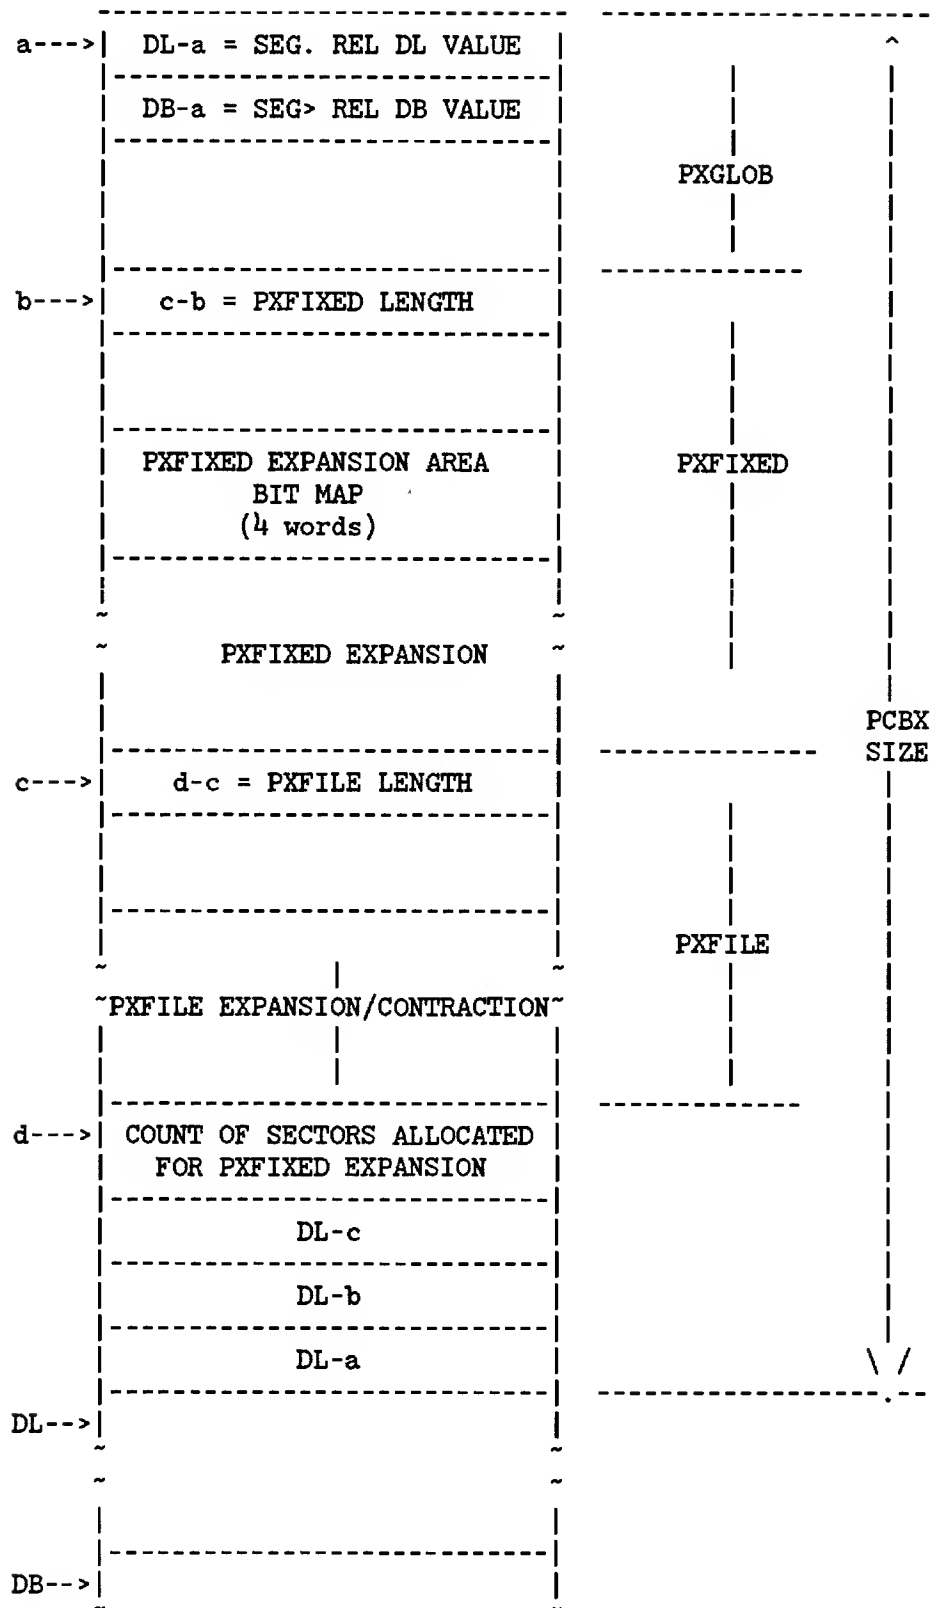 a---> DL-a = SEG. REL DL VALUE
DB-a = SEG> REL DB VALUE
PXGLOB
b---> c-b = PXFIXED LENGTH
PXFIXED EXPANSION AREA
BIT MAP
(4 words)
PXFIXED
PXFIXED EXPANSION
PCBX
SIZE
c---> d-c = PXFILE LENGTH
PXFILE
~PXFILE EXPANSION/CONTRACTION~
d---> COUNT OF SECTORS ALLOCATED
FOR PXFIXED EXPANSION
DL-c
DL-b
DL-a
DL-->
DB-->